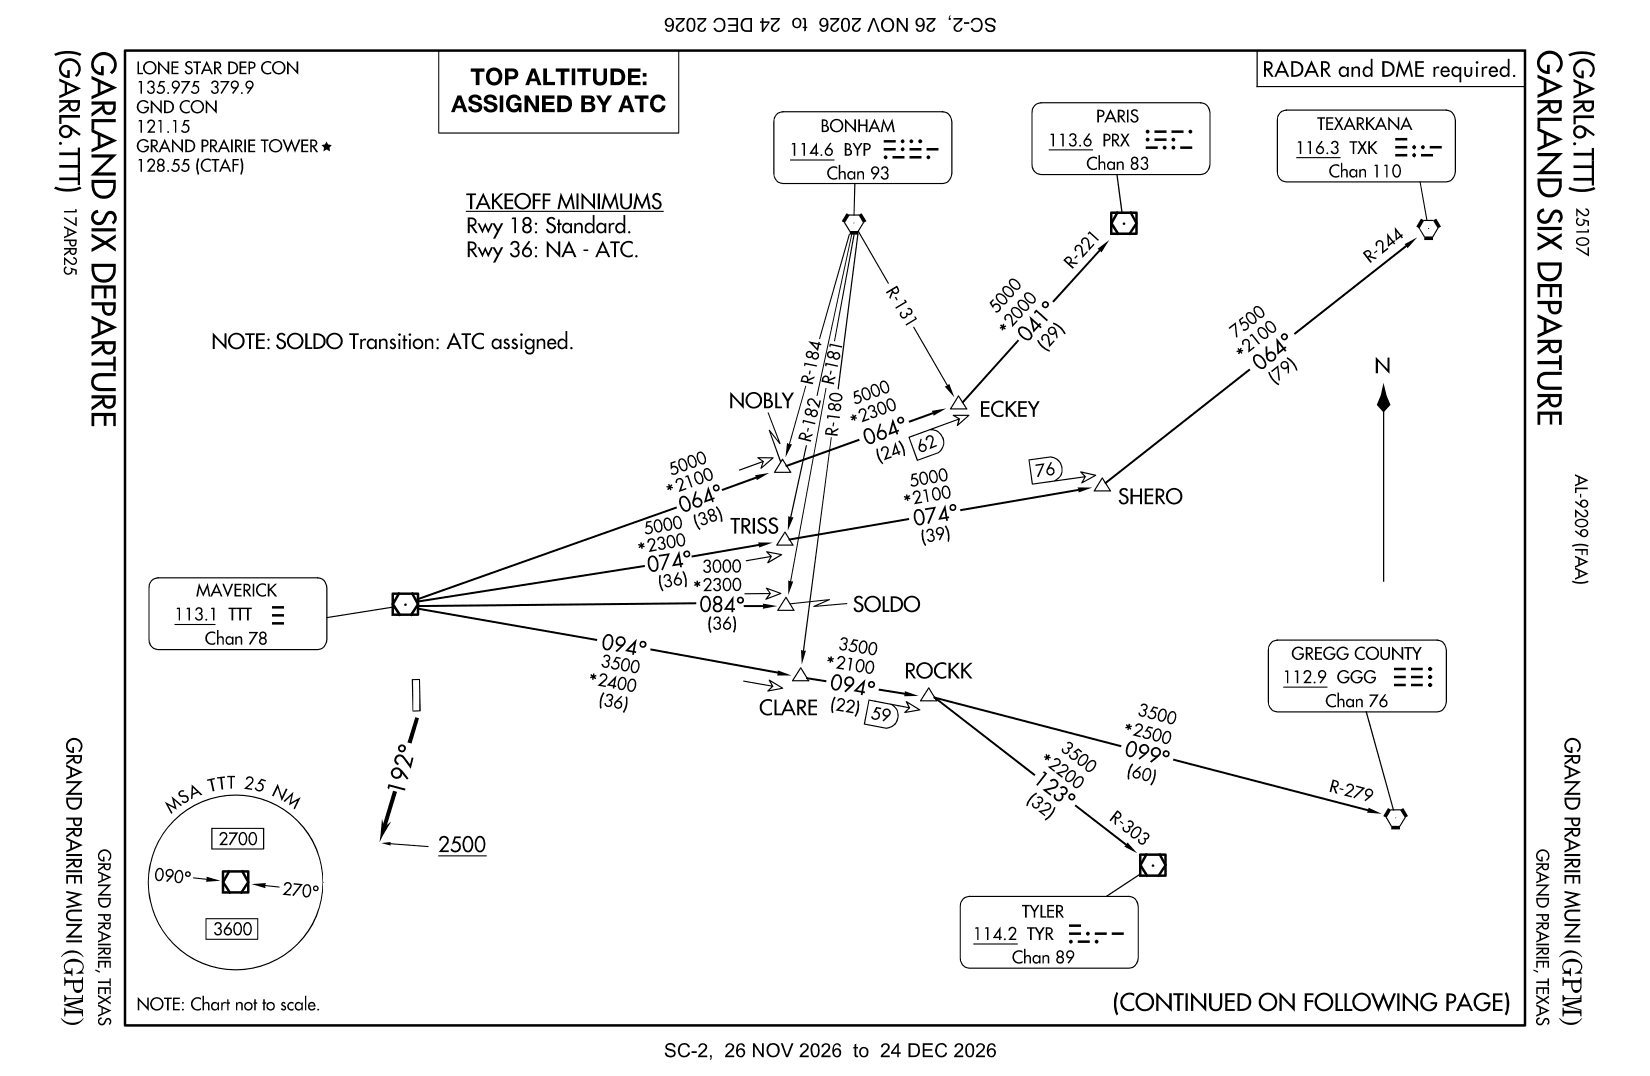 SC-2, 26 NOV 2026 to 24 DEC 2026
(GARL6.TTT) 17APR25
GARLAND SIX DEPARTURE
GRAND PRAIRIE MUNI (GPM)
GRAND PRAIRIE, TEXAS
LONE STAR DEP CON
135.975 379.9
GND CON
121.15
GRAND PRAIRIE TOWER★
128.55 (CTAF)
TOP ALTITUDE:
ASSIGNED BY ATC
RADAR and DME required.
TAKEOFF MINIMUMS
Rwy 18: Standard.
Rwy 36: NA - ATC.
NOTE: SOLDO Transition: ATC assigned.
BONHAM
114.6 BYP
Chan 93
PARIS
113.6 PRX
Chan 83
TEXARKANA
116.3 TXK
Chan 110
R-221
R-244
R-131
R-184
R-181
R-182
R-180
5000
*2000
041°
(29)
7500
*2100
064°
(79)
N
NOBLY
5000
*2300
064°
(24)
62
ECKEY
5000
*2100
064°
(38)
TRISS
5000
*2100
074°
(39)
76
SHERO
5000
*2300
074°
(36)
3000
*2300
084°
(36)
SOLDO
MAVERICK
113.1 TTT
Chan 78
094°
3500
*2400
(36)
CLARE
3500
*2100
094°
(22)
59
ROCKK
GREGG COUNTY
112.9 GGG
Chan 76
3500
*2500
099°
(60)
R-279
3500
*2200
123°
(32)
R-303
TYLER
114.2 TYR
Chan 89
192°
2500
MSA TTT 25 NM
2700
090°
270°
3600
NOTE: Chart not to scale.
(CONTINUED ON FOLLOWING PAGE)
(GARL6.TTT) 25107
GARLAND SIX DEPARTURE
AL-9209 (FAA)
GRAND PRAIRIE MUNI (GPM)
GRAND PRAIRIE, TEXAS
SC-2, 26 NOV 2026 to 24 DEC 2026